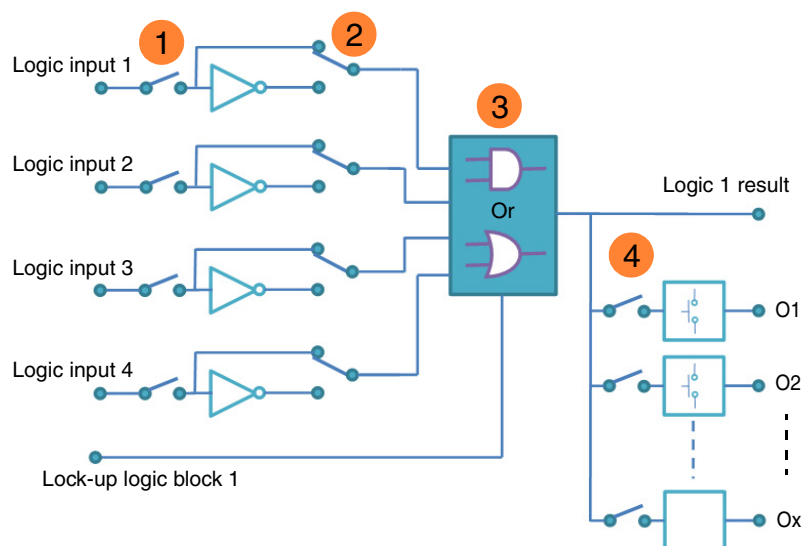 1
2
Logic input 1
3
Logic input 2
Or
Logic 1 result
4
Logic input 3
O1
Logic input 4
O2
Lock-up logic block 1
Ox